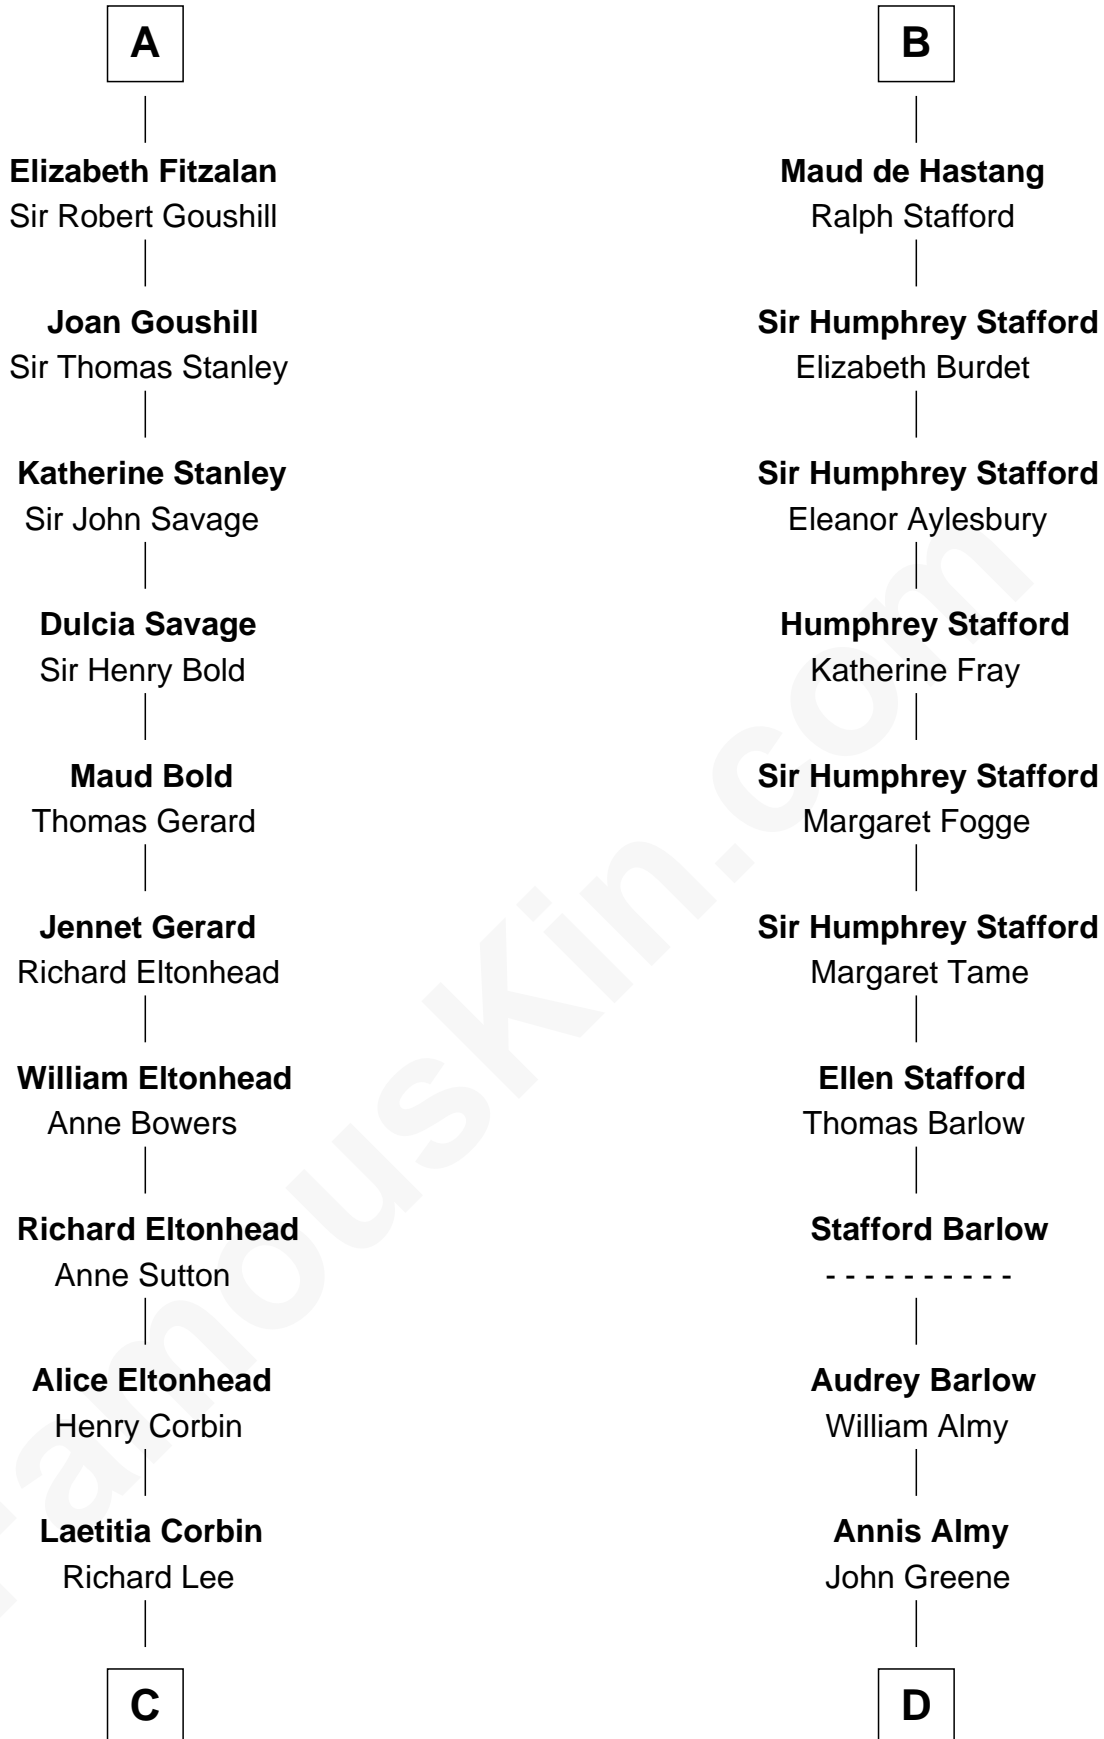 A
Elizabeth Fitzalan
Sir Robert Goushill
Joan Goushill
Sir Thomas Stanley
Katherine Stanley
Sir John Savage
Dulcia Savage
Sir Henry Bold
Maud Bold
Thomas Gerard
Jennet Gerard
Richard Eltonhead
William Eltonhead
Anne Bowers
Richard Eltonhead
Anne Sutton
Alice Eltonhead
Henry Corbin
Laetitia Corbin
Richard Lee
C
B
Maud de Hastang
Ralph Stafford
Sir Humphrey Stafford
Elizabeth Burdet
Sir Humphrey Stafford
Eleanor Aylesbury
Humphrey Stafford
Katherine Fray
Sir Humphrey Stafford
Margaret Fogge
Sir Humphrey Stafford
Margaret Tame
Ellen Stafford
Thomas Barlow
Stafford Barlow
- - - - - - - - - -
Audrey Barlow
William Almy
Annis Almy
John Greene
D
FamousKin.com